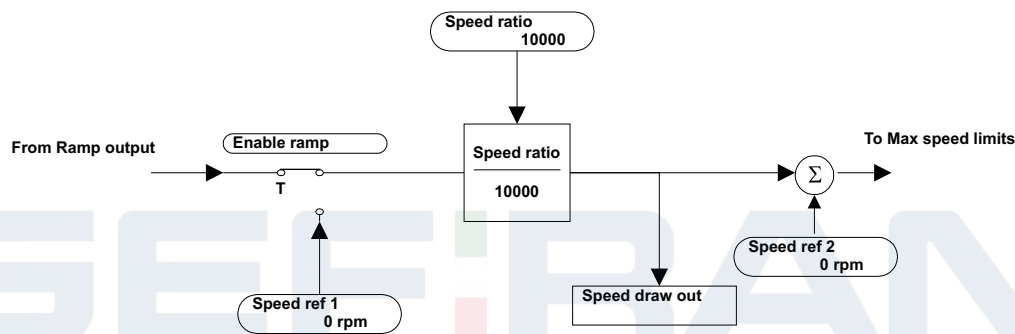 Speed ratio
10000
From Ramp output
Enable ramp
T
Speed ratio
10000
To Max speed limits
Σ
Speed ref 1
0 rpm
Speed draw out
Speed ref 2
0 rpm
GEFRAN